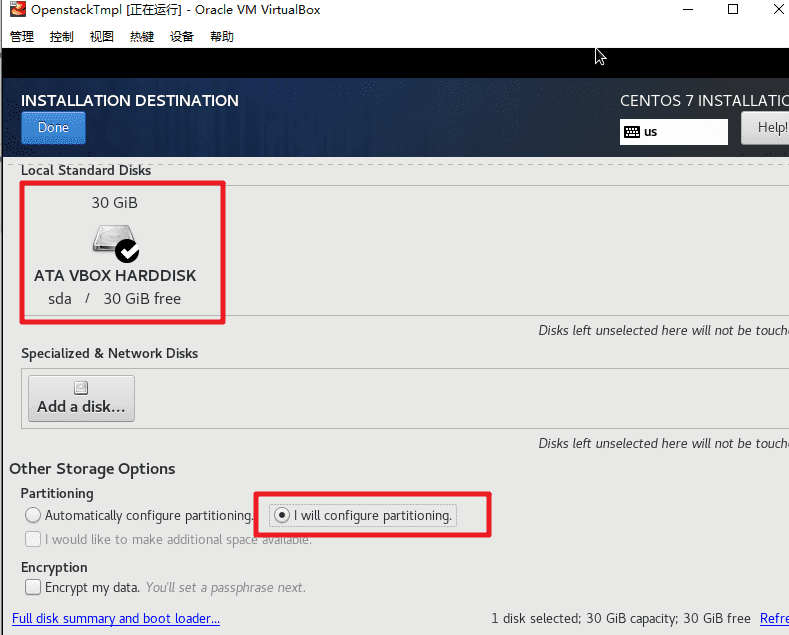 OpenstackTmpl [正在运行] - Oracle VM VirtualBox
管理 控制 视图 热键 设备 帮助
INSTALLATION DESTINATION
CENTOS 7 INSTALLATIO
Done
us
Help!
Local Standard Disks
30 GiB
ATA VBOX HARDDISK
sda / 30 GiB free
Disks left unselected here will not be touche
Specialized & Network Disks
Add a disk...
Disks left unselected here will not be touche
Other Storage Options
Partitioning
Automatically configure partitioning. I will configure partitioning.
I would like to make additional space available.
Encryption
Encrypt my data. You'll set a passphrase next.
Full disk summary and boot loader... 1 disk selected; 30 GiB capacity; 30 GiB free Refre